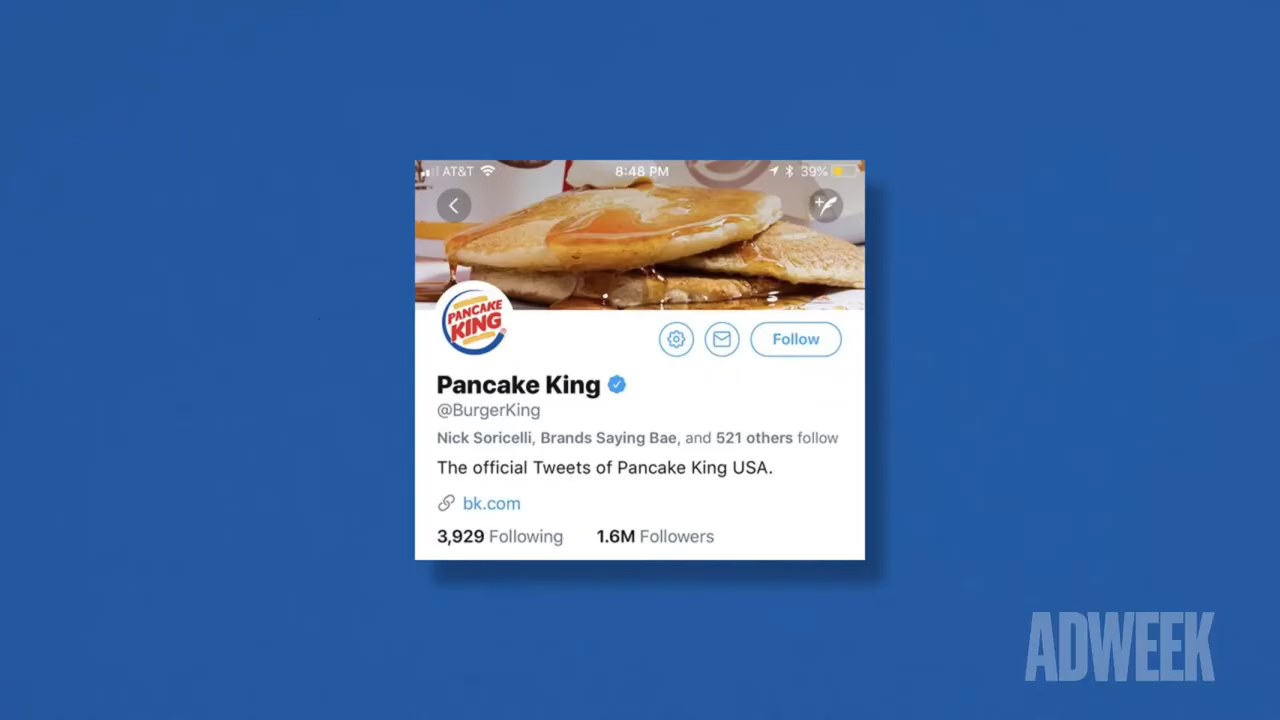 AT&T
8:48 PM
39%
PANCAKE
KING
Follow
Pancake King
@BurgerKing
Nick Soricelli, Brands Saying Bae, and 521 others follow
The official Tweets of Pancake King USA.
bk.com
3,929 Following 1.6M Followers
ADWEEK